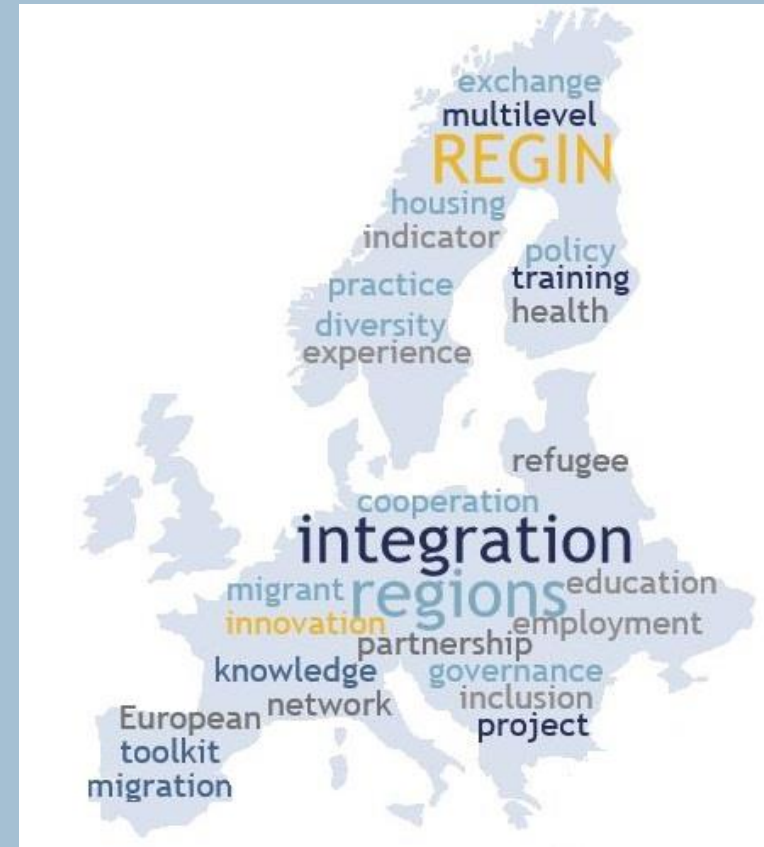 exchange
multilevel
REGIN
housing
indicator
policy
practice
training
health
diversity
experience
refugee
cooperation
integration
migrant regions education
innovation employment
partnership
knowledge governance
network inclusion
European project
toolkit
migration